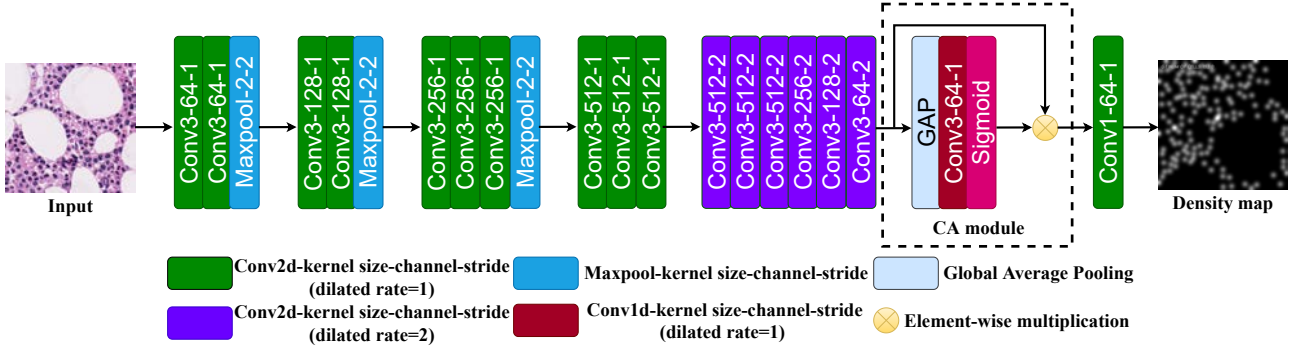 Conv3-64-1
Conv3-64-1
Maxpool-2-2
Conv3-128-1
Conv3-128-1
Maxpool-2-2
Conv3-256-1
Conv3-256-1
Conv3-256-1
Maxpool-2-2
Conv3-512-1
Conv3-512-1
Conv3-512-1
Conv3-512-2
Conv3-512-2
Conv3-512-2
Conv3-256-2
Conv3-128-2
Conv3-64-2
GAP
Conv3-64-1
Sigmoid
Conv1-64-1
Input
CA module
Density map
Conv2d-kernel size-channel-stride
(dilated rate=1)
Maxpool-kernel size-channel-stride
Global Average Pooling
Conv2d-kernel size-channel-stride
(dilated rate=2)
Conv1d-kernel size-channel-stride
(dilated rate=1)
Element-wise multiplication